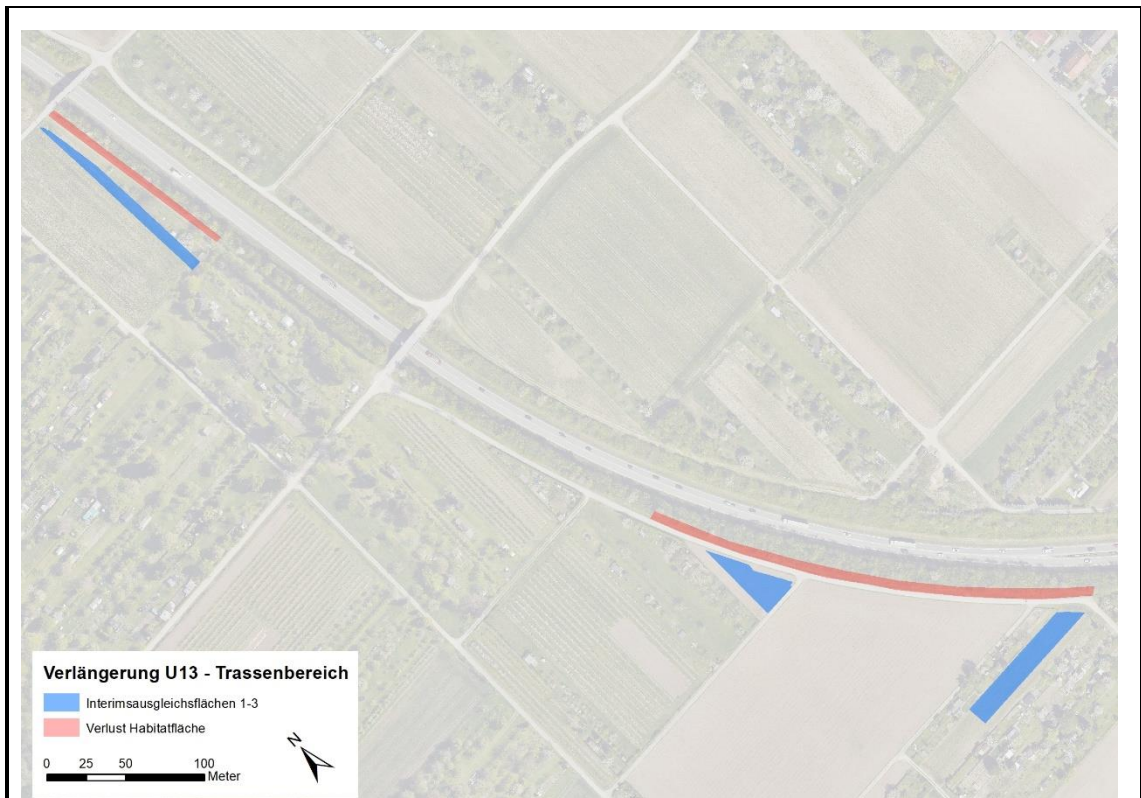 Verlängerung U13 - Trassenbereich
Interimsausgleichsflächen 1-3
Verlust Habitatfläche
N
0 25 50 100
Meter